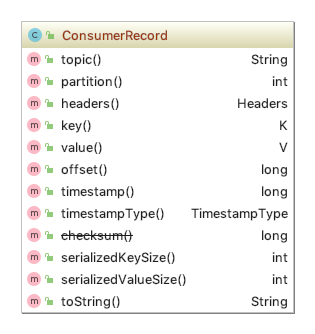 C ConsumerRecord
m topic() String
m partition() int
m headers() Headers
m key() K
m value() V
m offset() long
m timestamp() long
m timestampType() TimestampType
m checksum() long
m serializedKeySize() int
m serializedValueSize() int
m toString() String